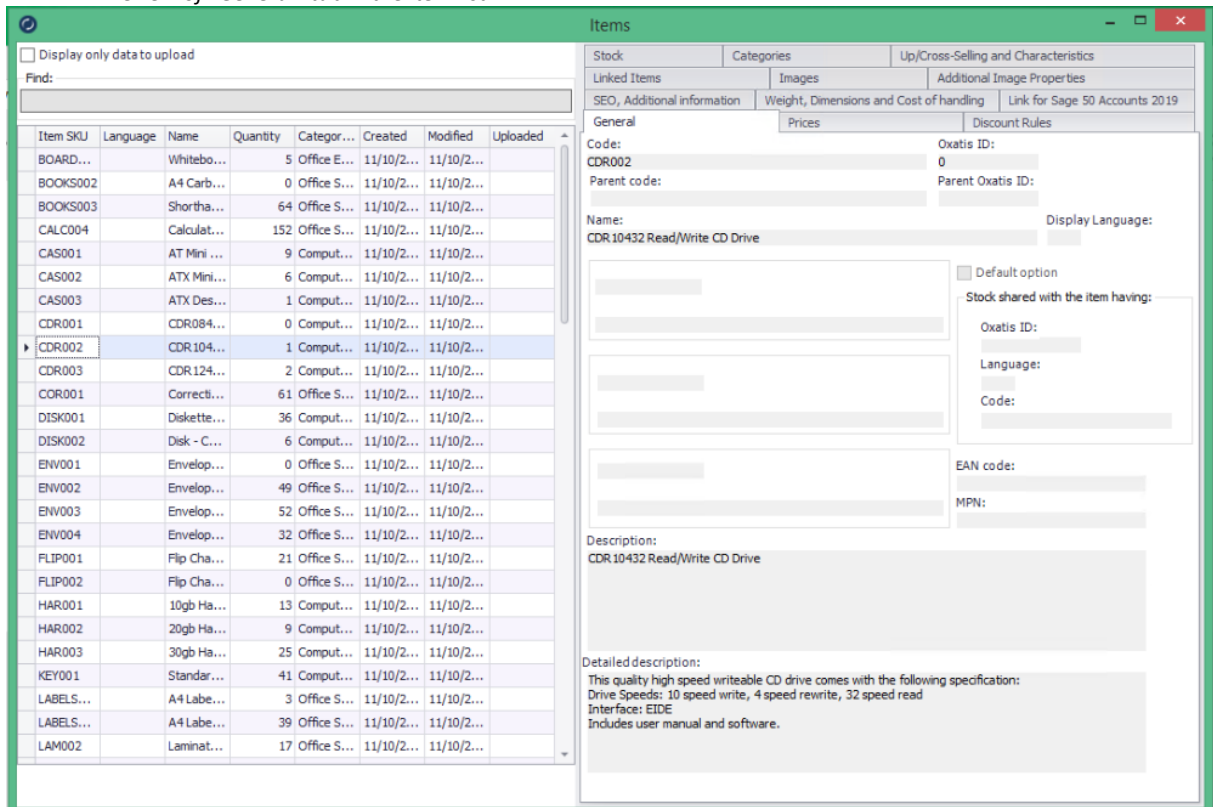 Items
Display only data to upload
Find:
Item SKU Language Name Quantity Categor... Created Modified Uploaded
BOARD... Whitebo... 5 Office E... 11/10/2... 11/10/2...
BOOKS002 A4 Carb... 0 Office S... 11/10/2... 11/10/2...
BOOKS003 Shortha... 64 Office S... 11/10/2... 11/10/2...
CALC004 Calculat... 152 Office S... 11/10/2... 11/10/2...
CAS001 AT Mini ... 9 Comput... 11/10/2... 11/10/2...
CAS002 ATX Mini... 6 Comput... 11/10/2... 11/10/2...
CAS003 ATX Des... 1 Comput... 11/10/2... 11/10/2...
CDR001 CDR084... 0 Comput... 11/10/2... 11/10/2...
CDR002 CDR104... 1 Comput... 11/10/2... 11/10/2...
CDR003 CDR124... 2 Comput... 11/10/2... 11/10/2...
COR001 Correcti... 61 Office S... 11/10/2... 11/10/2...
DISK001 Diskette... 36 Comput... 11/10/2... 11/10/2...
DISK002 Disk - C... 6 Comput... 11/10/2... 11/10/2...
ENV001 Envelop... 0 Office S... 11/10/2... 11/10/2...
ENV002 Envelop... 49 Office S... 11/10/2... 11/10/2...
ENV003 Envelop... 52 Office S... 11/10/2... 11/10/2...
ENV004 Envelop... 32 Office S... 11/10/2... 11/10/2...
FLIP001 Flip Cha... 21 Office S... 11/10/2... 11/10/2...
FLIP002 Flip Cha... 0 Office S... 11/10/2... 11/10/2...
HAR001 10gb Ha... 13 Comput... 11/10/2... 11/10/2...
HAR002 20gb Ha... 9 Comput... 11/10/2... 11/10/2...
HAR003 30gb Ha... 25 Comput... 11/10/2... 11/10/2...
KEY001 Standar... 41 Comput... 11/10/2... 11/10/2...
LABELS... A4 Labe... 3 Office S... 11/10/2... 11/10/2...
LABELS... A4 Labe... 39 Office S... 11/10/2... 11/10/2...
LAM002 Laminat... 17 Office S... 11/10/2... 11/10/2...
Stock Categories Up/Cross-Selling and Characteristics
Linked Items Images Additional Image Properties
SEO, Additional information Weight, Dimensions and Cost of handling Link for Sage 50 Accounts 2019
General Prices Discount Rules
Code: Oxatis ID:
CDR002 0
Parent code: Parent Oxatis ID:
Name: Display Language:
CDR 10432 Read/Write CD Drive
Default option
Stock shared with the item having:
Oxatis ID:
Language:
Code:
EAN code:
MPN:
Description:
CDR 10432 Read/Write CD Drive
Detailed description:
This quality high speed writeable CD drive comes with the following specification:
Drive Speeds: 10 speed write, 4 speed rewrite, 32 speed read
Interface: EIDE
Includes user manual and software.